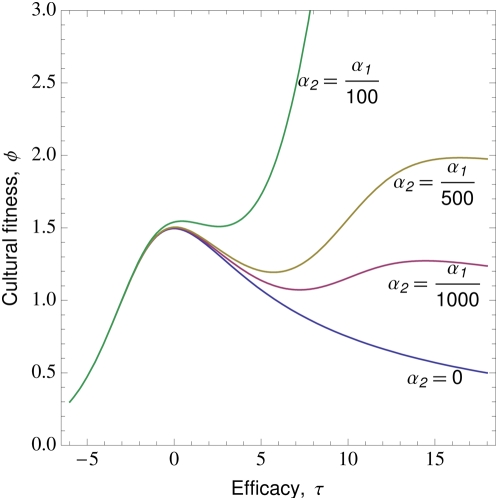 3.0
2.5
2.0
1.5
1.0
0.5
0.0
Cultural fitness, ϕ
α₂ = α₁/100
α₂ = α₁/500
α₂ = α₁/1000
α₂ = 0
−5 0 5 10 15
Efficacy, τ